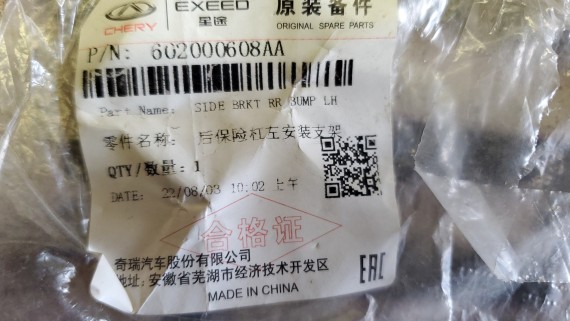 CHERY
EXEED
星途
原装备件
ORIGINAL SPARE PARTS
P/N: 602000608AA
Part Name: SIDE BRKT RR BUMP LH
零件名称: 后保险杠左安装支架
QTY/数量: 1
DATE: 22/08/03 10:02 上午
合格证
奇瑞汽车股份有限公司
地址: 安徽省芜湖市经济技术开发区
MADE IN CHINA
EAC